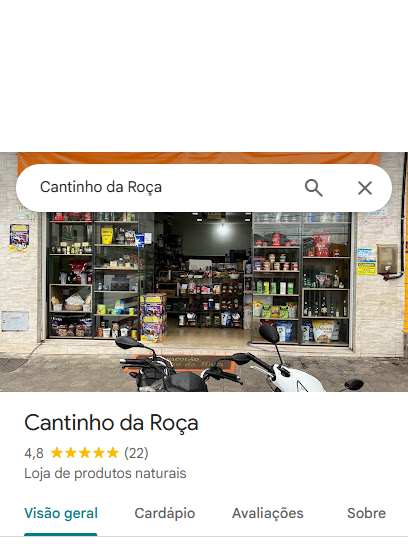 Cantinho da Roça
Cantinho da Roça
4,8 (22)
Loja de produtos naturais
Visão geral Cardápio Avaliações Sobre